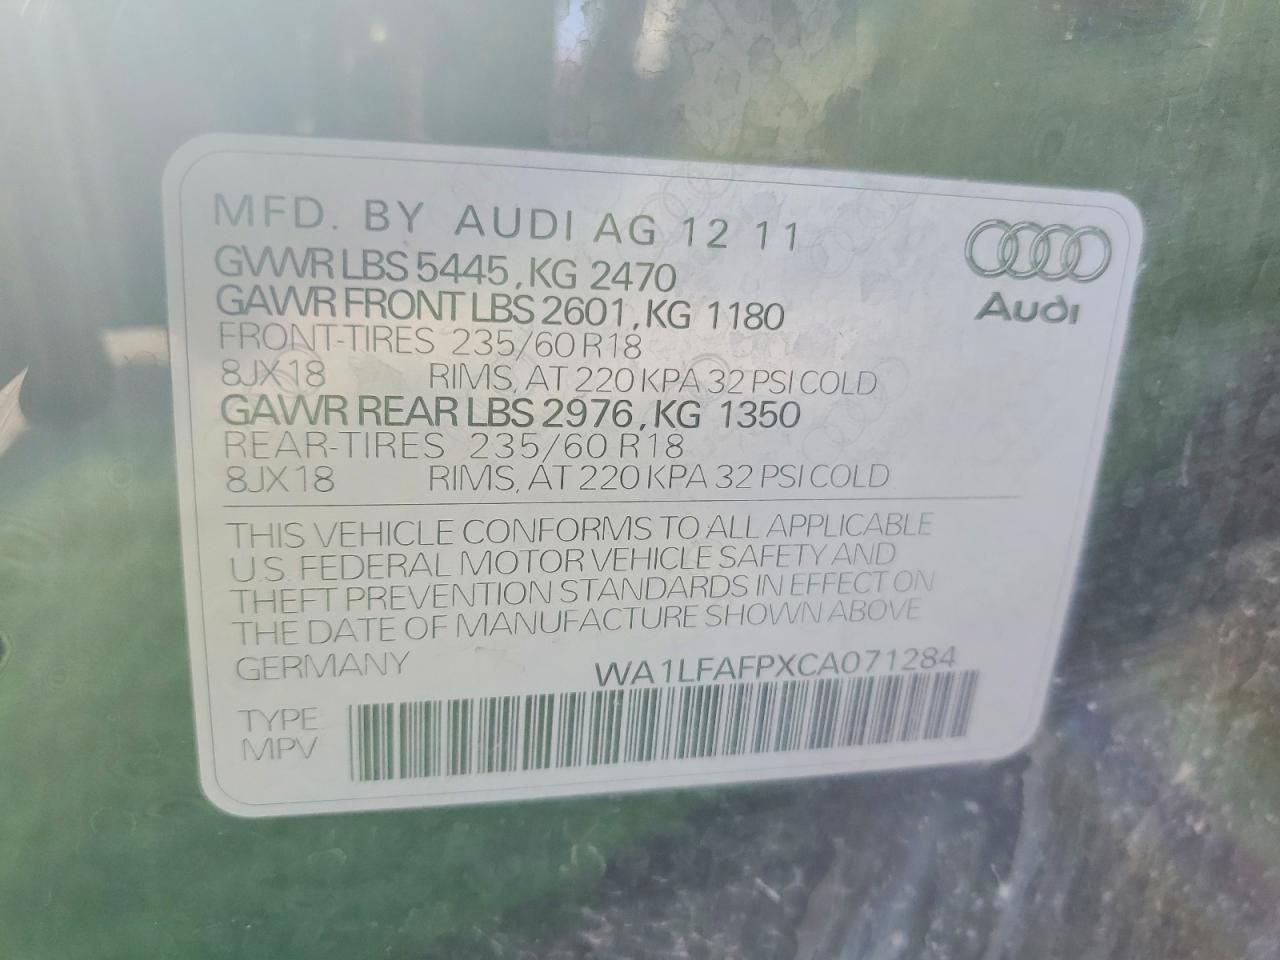 MFD. BY AUDI AG 12 11
GVWR LBS 5445, KG 2470
GAWR FRONT LBS 2601, KG 1180
FRONT-TIRES 235/60 R18
8JX18 RIMS, AT 220 KPA 32 PSI COLD
GAWR REAR LBS 2976, KG 1350
REAR-TIRES 235/60 R18
8JX18 RIMS, AT 220 KPA 32 PSI COLD
Audi
THIS VEHICLE CONFORMS TO ALL APPLICABLE
U.S. FEDERAL MOTOR VEHICLE SAFETY AND
THEFT PREVENTION STANDARDS IN EFFECT ON
THE DATE OF MANUFACTURE SHOWN ABOVE
GERMANY WA1LFAFPXCA071284
TYPE
MPV